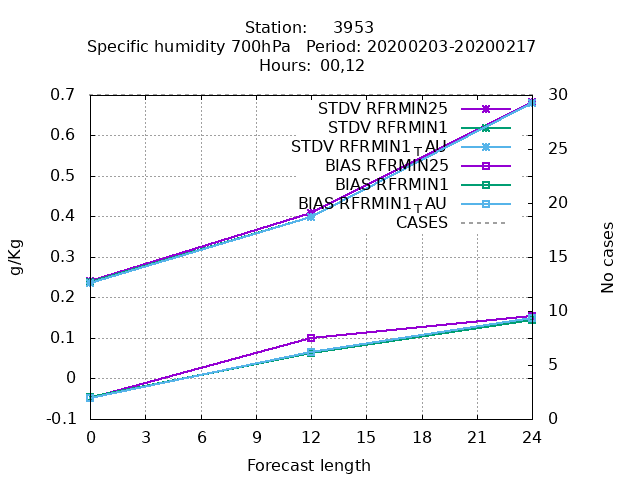 Station: 3953
Specific humidity 700hPa Period: 20200203-20200217
Hours: 00,12
0.7
0.6
0.5
0.4
0.3
0.2
0.1
0
-0.1
30
25
20
15
10
5
0
STDV RFRMIN25
STDV RFRMIN1
STDV RFRMIN1_TAU
BIAS RFRMIN25
BIAS RFRMIN1
BIAS RFRMIN1_TAU
CASES
g/Kg
No cases
0 3 6 9 12 15 18 21 24
Forecast length